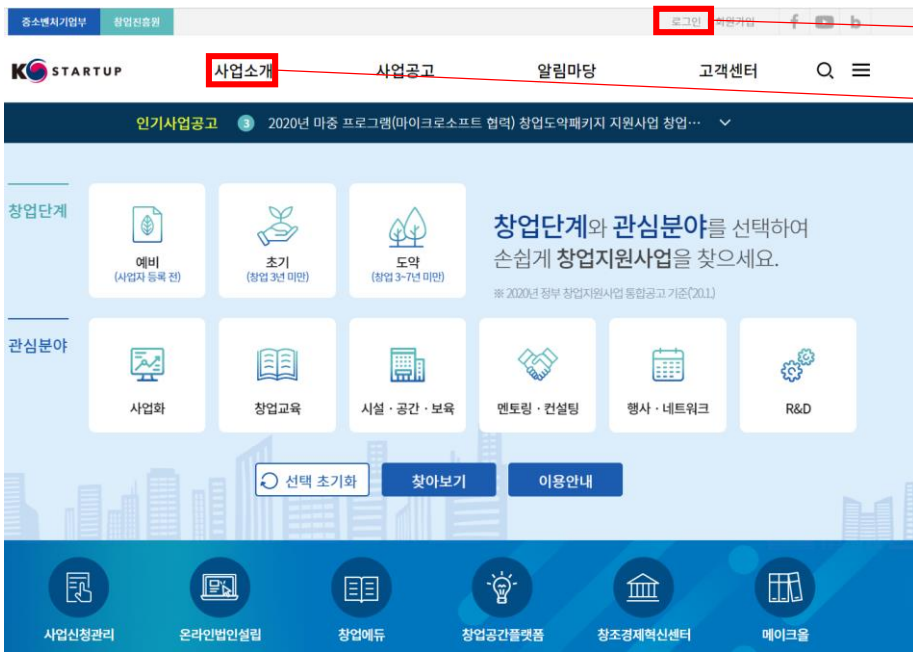 중소벤처기업부 창업진흥원 로그인 회원가입 f b
K STARTUP 사업소개 사업공고 알림마당 고객센터
인기사업공고 3 2020년 마중 프로그램(마이크로소프트 협력) 창업도약패키지 지원사업 창업…
창업단계
예비
(사업자 등록 전)
초기
(창업 3년 미만)
도약
(창업 3~7년 미만)
창업단계와 관심분야를 선택하여
손쉽게 창업지원사업을 찾으세요.
※ 2020년 정부 창업지원사업 통합공고 기준('20.1.)
관심분야
사업화 창업교육 시설 · 공간 · 보육 멘토링 · 컨설팅 행사 · 네트워크 R&D
선택 초기화 찾아보기 이용안내
사업신청관리 온라인법인설립 창업에듀 창업공간플랫폼 창조경제혁신센터 메이크올